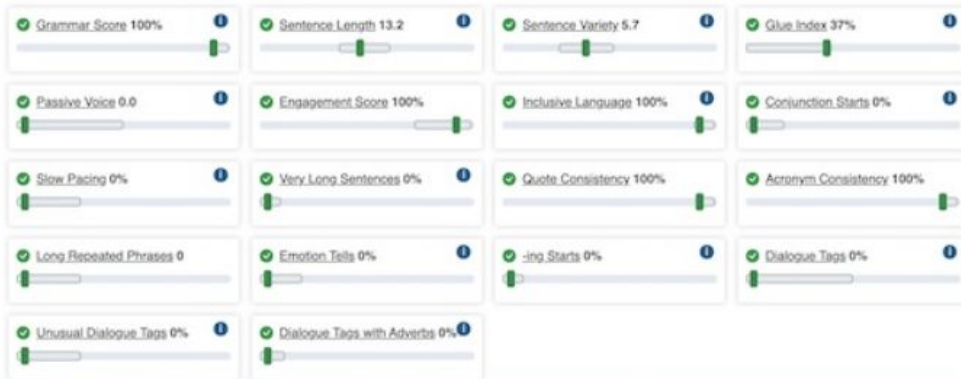 Grammar Score 100%
Sentence Length 13.2
Sentence Variety 5.7
Glue Index 37%
Passive Voice 0.0
Engagement Score 100%
Inclusive Language 100%
Conjunction Starts 0%
Slow Pacing 0%
Very Long Sentences 0%
Quote Consistency 100%
Acronym Consistency 100%
Long Repeated Phrases 0
Emotion Tells 0%
-ing Starts 0%
Dialogue Tags 0%
Unusual Dialogue Tags 0%
Dialogue Tags with Adverbs 0%